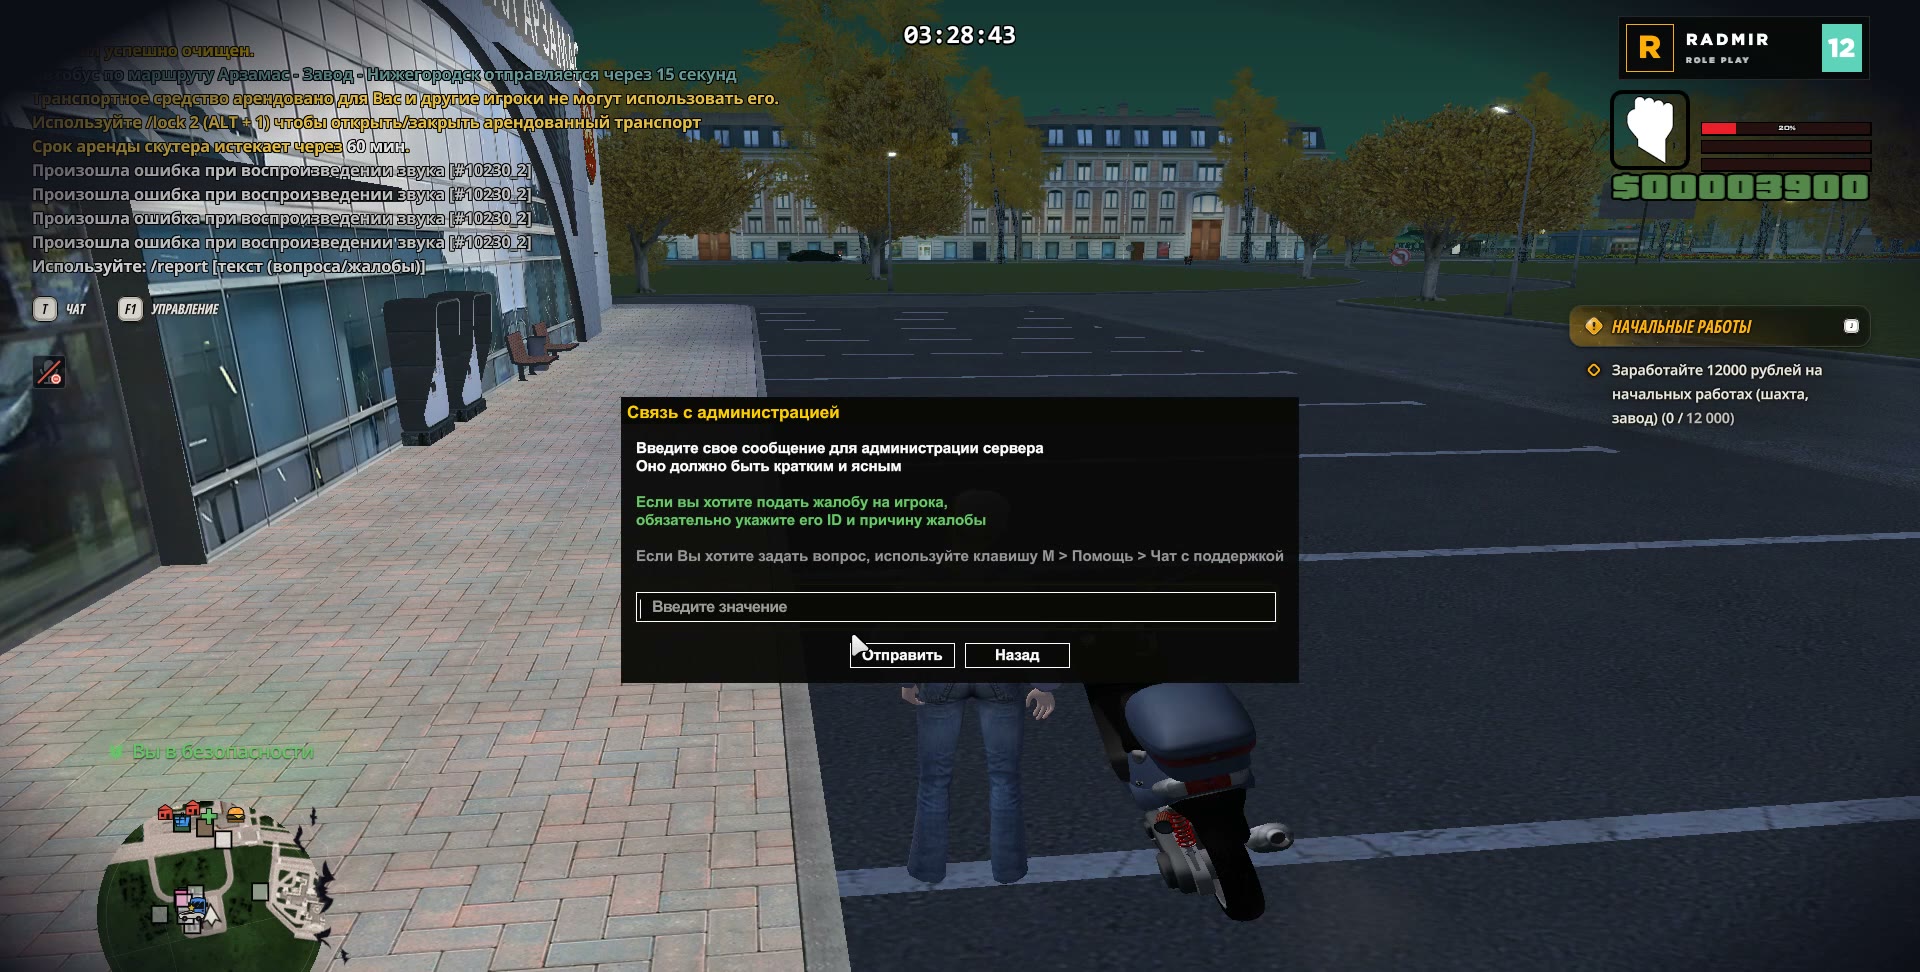 успешно очищен.
03:28:43
RADMIR
ROLE PLAY
12
автобус по маршруту Арзамас - Завод - Нижегородск отправляется через 15 секунд
Транспортное средство арендовано для Вас и другие игроки не могут использовать его.
Используйте /lock 2 (ALT + 1) чтобы открыть/закрыть арендованный транспорт
Срок аренды скутера истекает через 60 мин.
Произошла ошибка при воспроизведении звука [#10230_2]
Произошла ошибка при воспроизведении звука [#10230_2]
Произошла ошибка при воспроизведении звука [#10230_2]
Произошла ошибка при воспроизведении звука [#10230_2]
Используйте: /report [текст (вопроса/жалобы)]
20%
$00003900
T ЧАТ F1 УПРАВЛЕНИЕ
НАЧАЛЬНЫЕ РАБОТЫ J
Заработайте 12000 рублей на
начальных работах (шахта,
завод) (0 / 12 000)
Связь с администрацией
Введите свое сообщение для администрации сервера
Оно должно быть кратким и ясным
Если вы хотите подать жалобу на игрока,
обязательно укажите его ID и причину жалобы
Если Вы хотите задать вопрос, используйте клавишу M > Помощь > Чат с поддержкой
Введите значение
Отправить Назад
Вы в безопасности